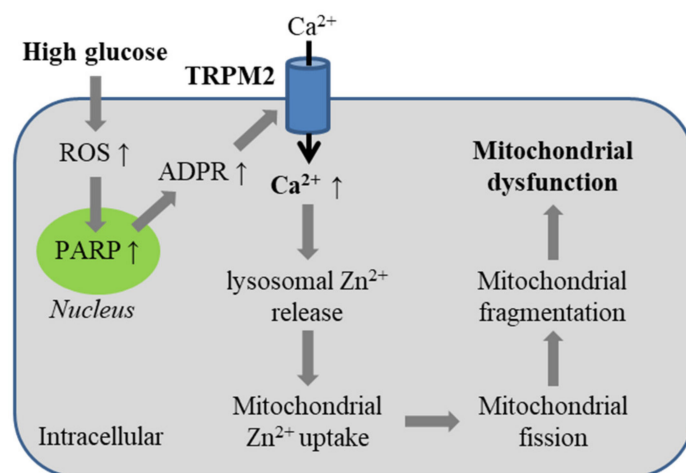 High glucose
ROS ↑
PARP ↑
Nucleus
ADPR ↑
TRPM2
Ca²⁺
Ca²⁺ ↑
lysosomal Zn²⁺
release
Mitochondrial
Zn²⁺ uptake
Mitochondrial
fission
Mitochondrial
fragmentation
Mitochondrial
dysfunction
Intracellular